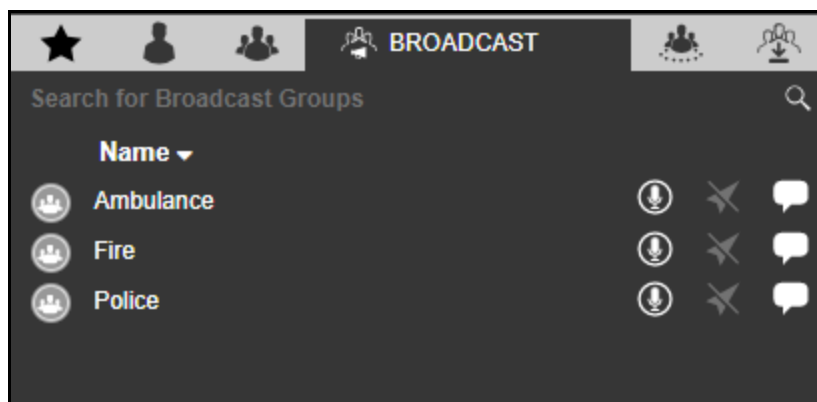 BROADCAST
Search for Broadcast Groups
Name
Ambulance
Fire
Police